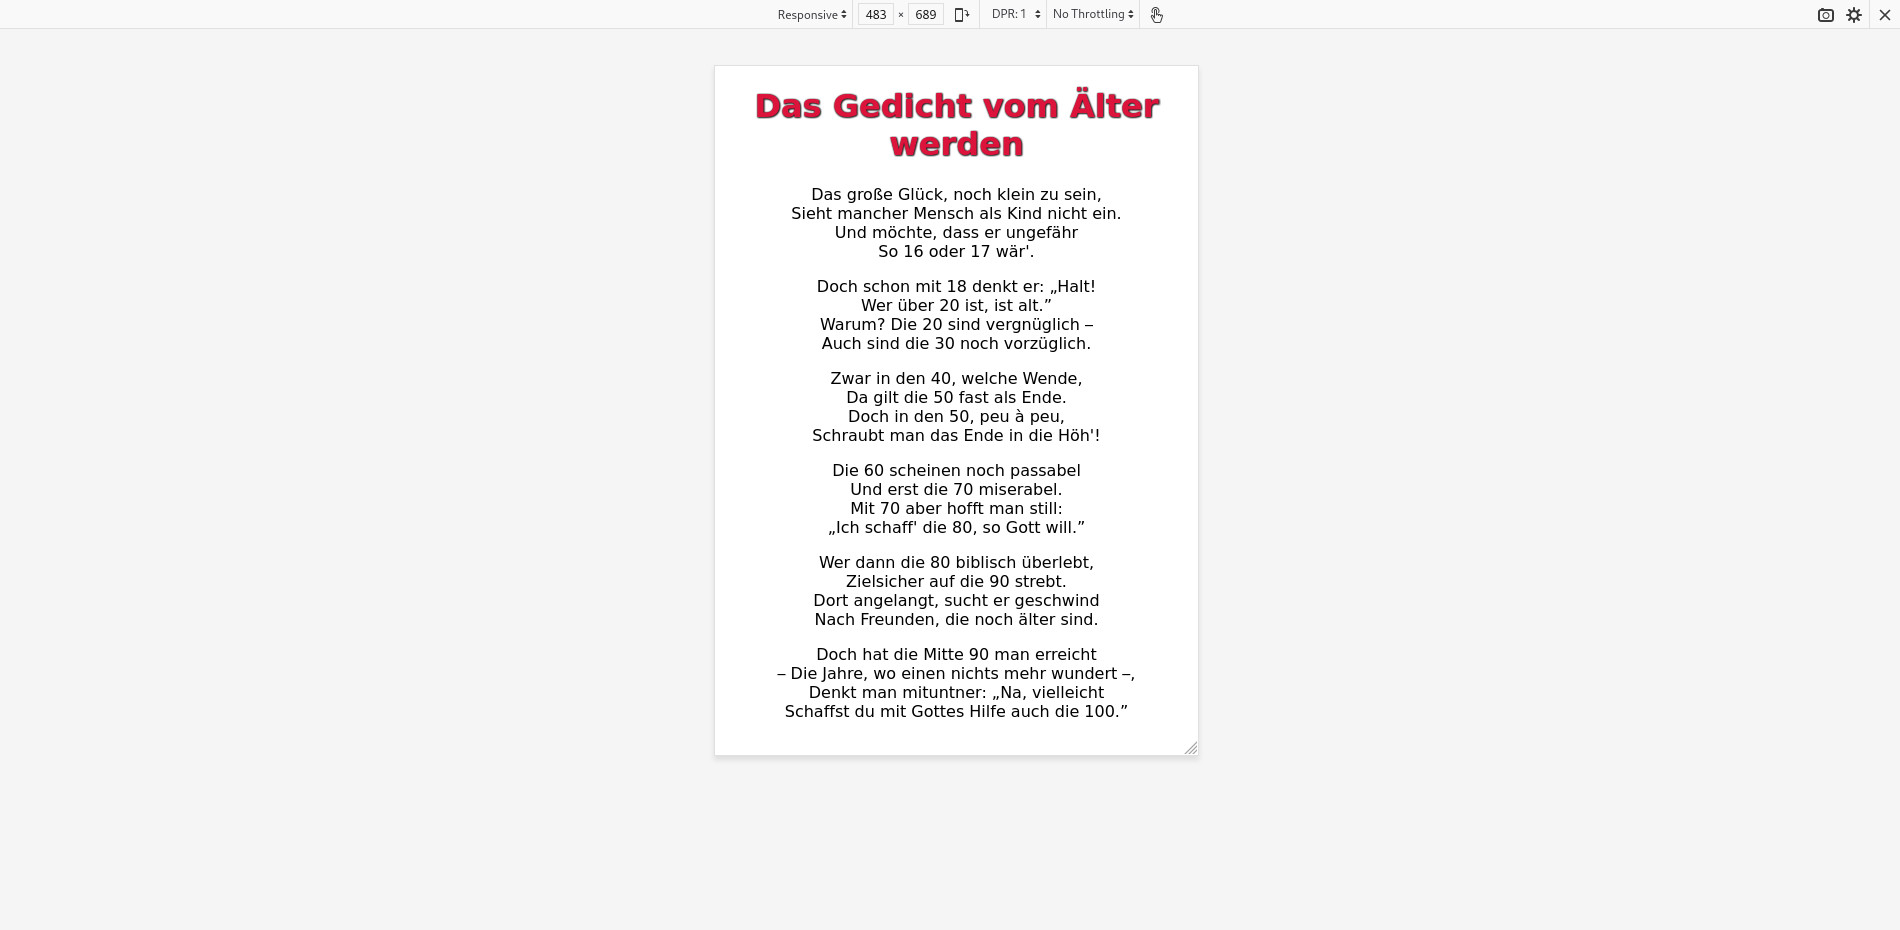 Responsive 483 × 689 DPR: 1 No Throttling
Das Gedicht vom Älter
werden
Das große Glück, noch klein zu sein,
Sieht mancher Mensch als Kind nicht ein.
Und möchte, dass er ungefähr
So 16 oder 17 wär'.
Doch schon mit 18 denkt er: „Halt!
Wer über 20 ist, ist alt.”
Warum? Die 20 sind vergnüglich –
Auch sind die 30 noch vorzüglich.
Zwar in den 40, welche Wende,
Da gilt die 50 fast als Ende.
Doch in den 50, peu à peu,
Schraubt man das Ende in die Höh'!
Die 60 scheinen noch passabel
Und erst die 70 miserabel.
Mit 70 aber hofft man still:
„Ich schaff' die 80, so Gott will.”
Wer dann die 80 biblisch überlebt,
Zielsicher auf die 90 strebt.
Dort angelangt, sucht er geschwind
Nach Freunden, die noch älter sind.
Doch hat die Mitte 90 man erreicht
– Die Jahre, wo einen nichts mehr wundert –,
Denkt man mituntner: „Na, vielleicht
Schaffst du mit Gottes Hilfe auch die 100.”